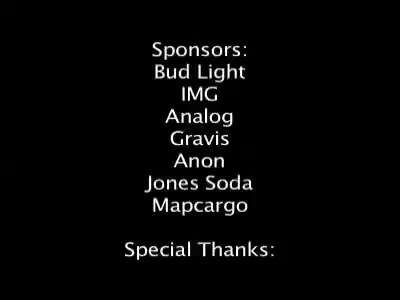 Sponsors:
Bud Light
IMG
Analog
Gravis
Anon
Jones Soda
Mapcargo
Special Thanks: